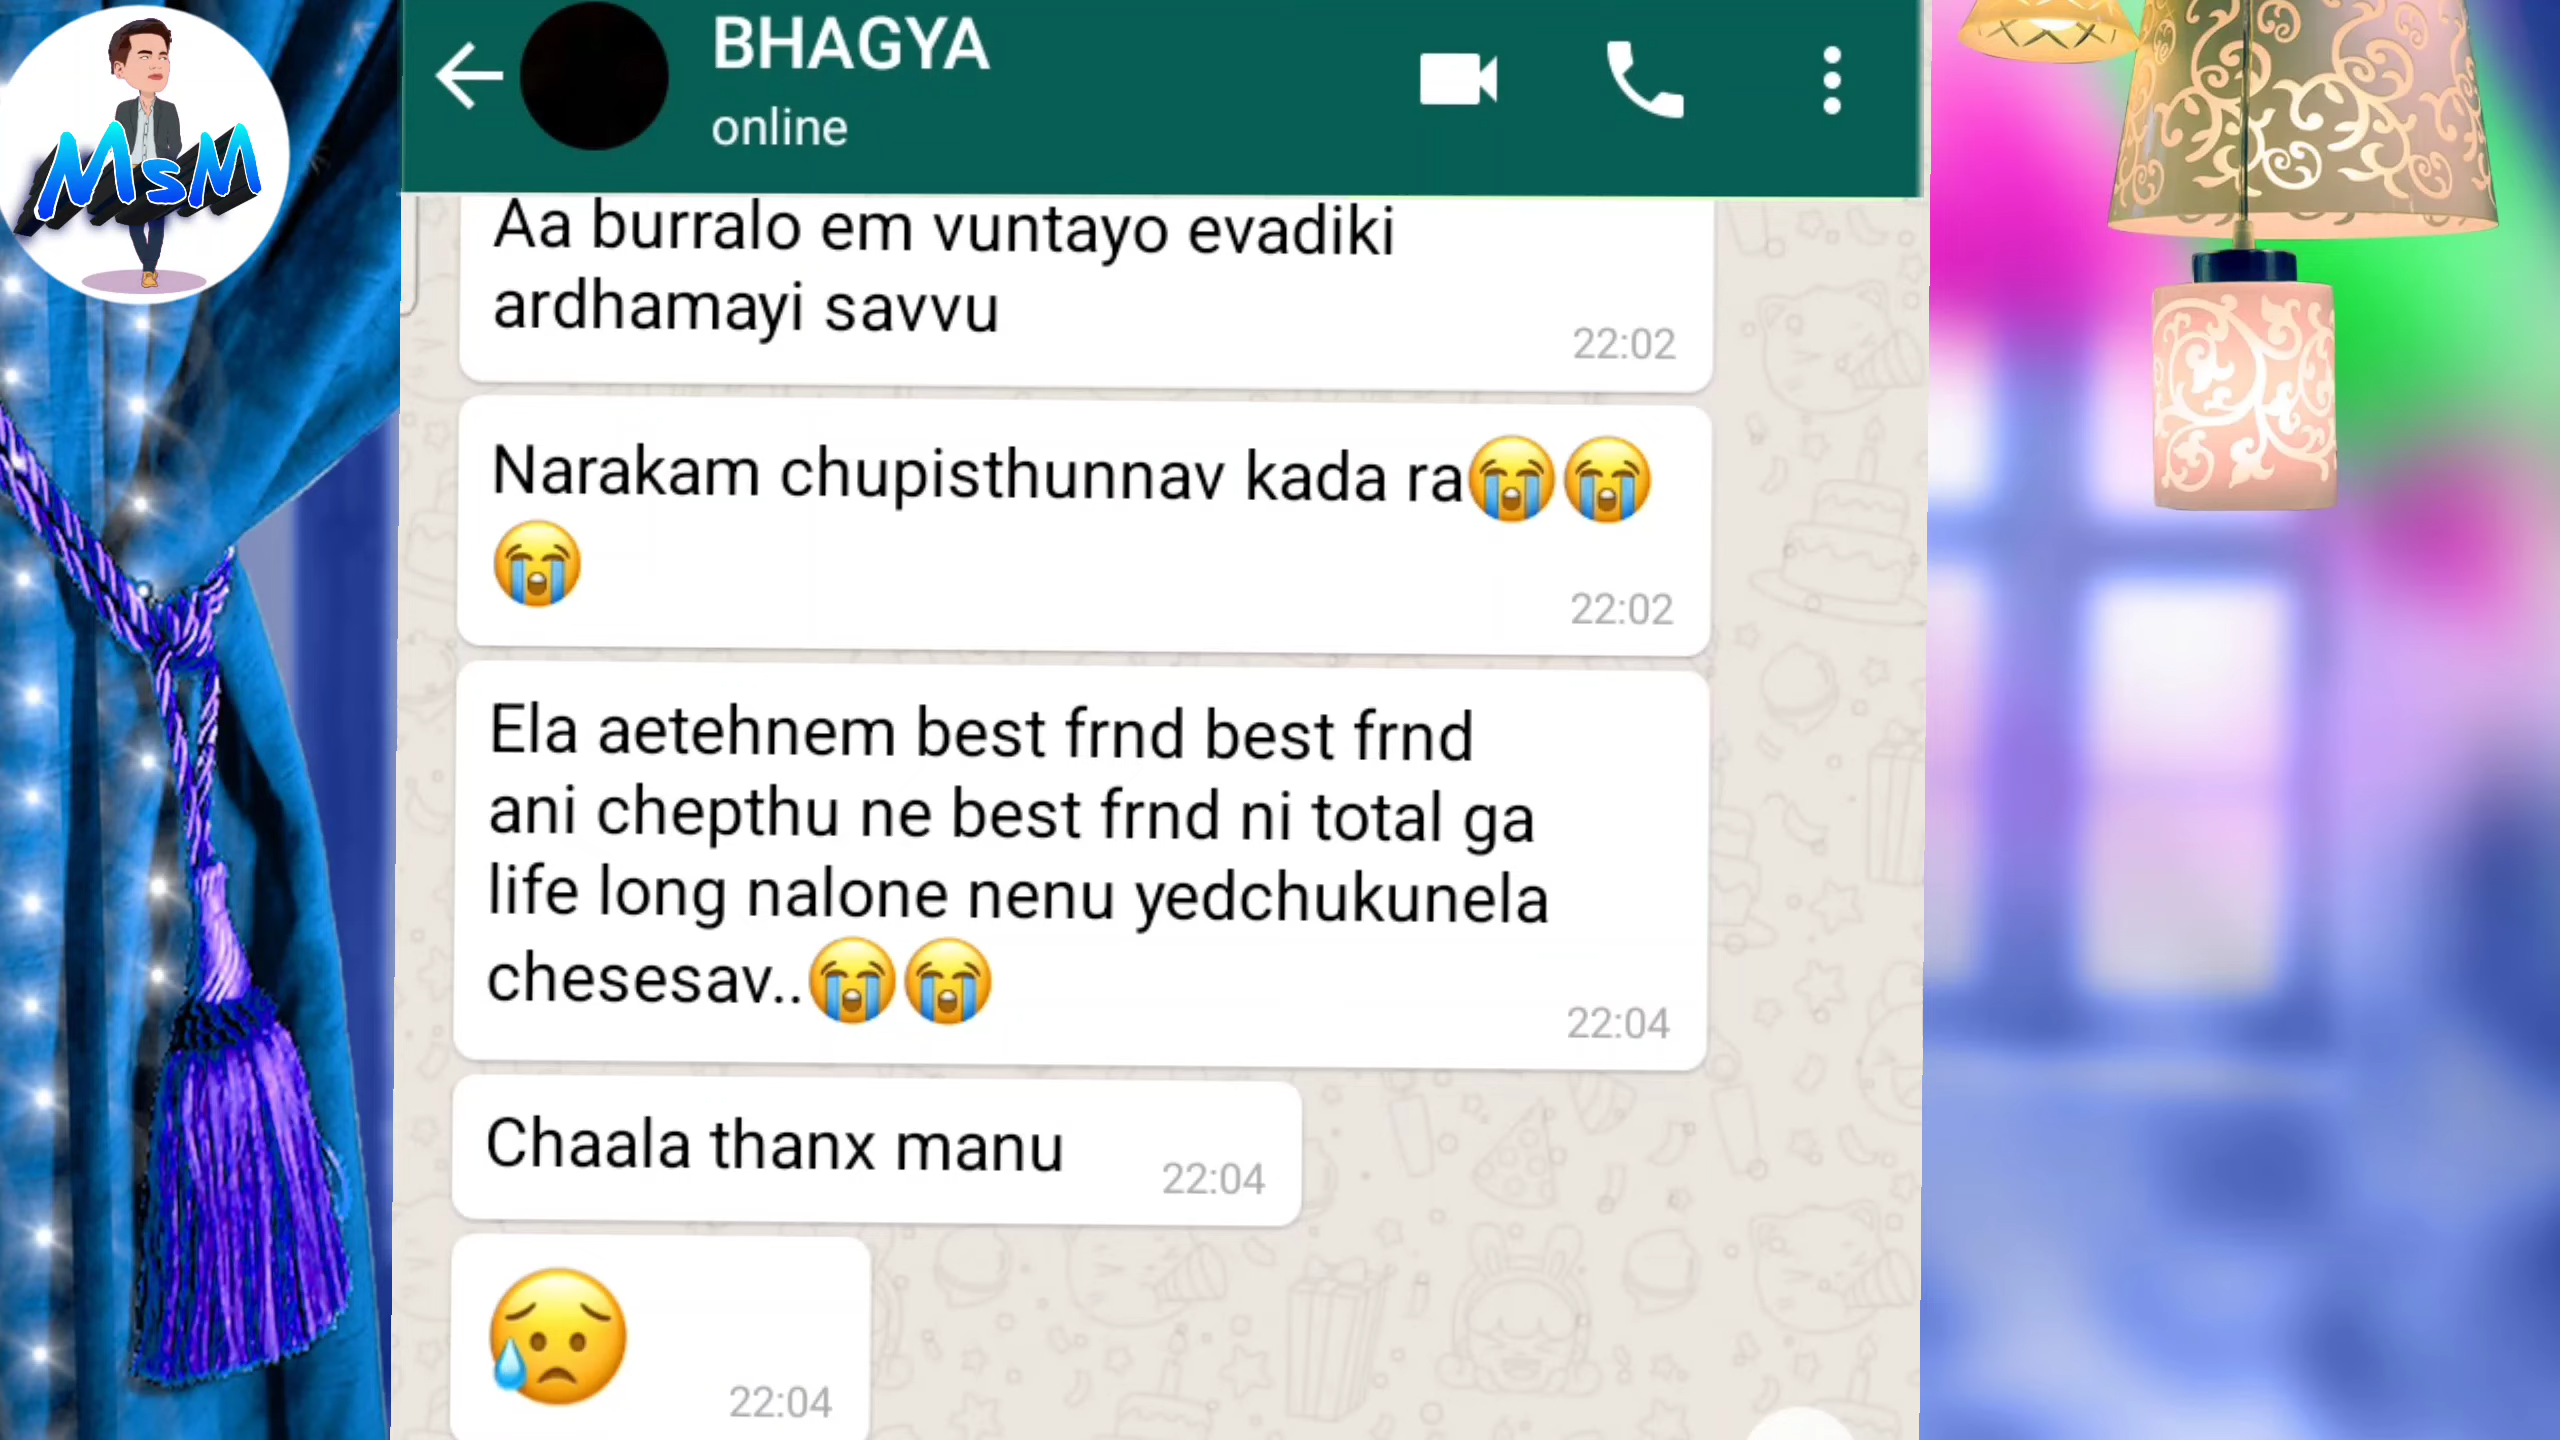 MsM
BHAGYA
online
Aa burralo em vuntayo evadiki
ardhamayi savvu
22:02
Narakam chupisthunnav kada ra😭😭
😭
22:02
Ela aetehnem best frnd best frnd
ani chepthu ne best frnd ni total ga
life long nalone nenu yedchukunela
chesesav..😭😭
22:04
Chaala thanx manu
22:04
😥
22:04